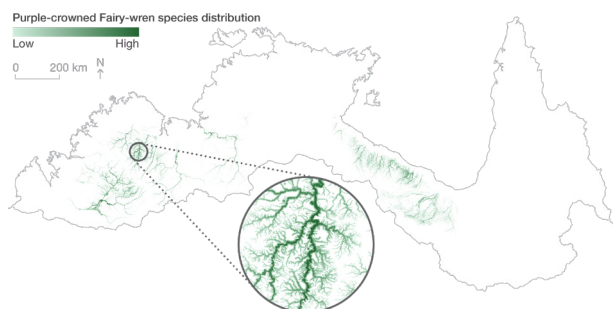 Purple-crowned Fairy-wren species distribution
Low High
0 200 km N